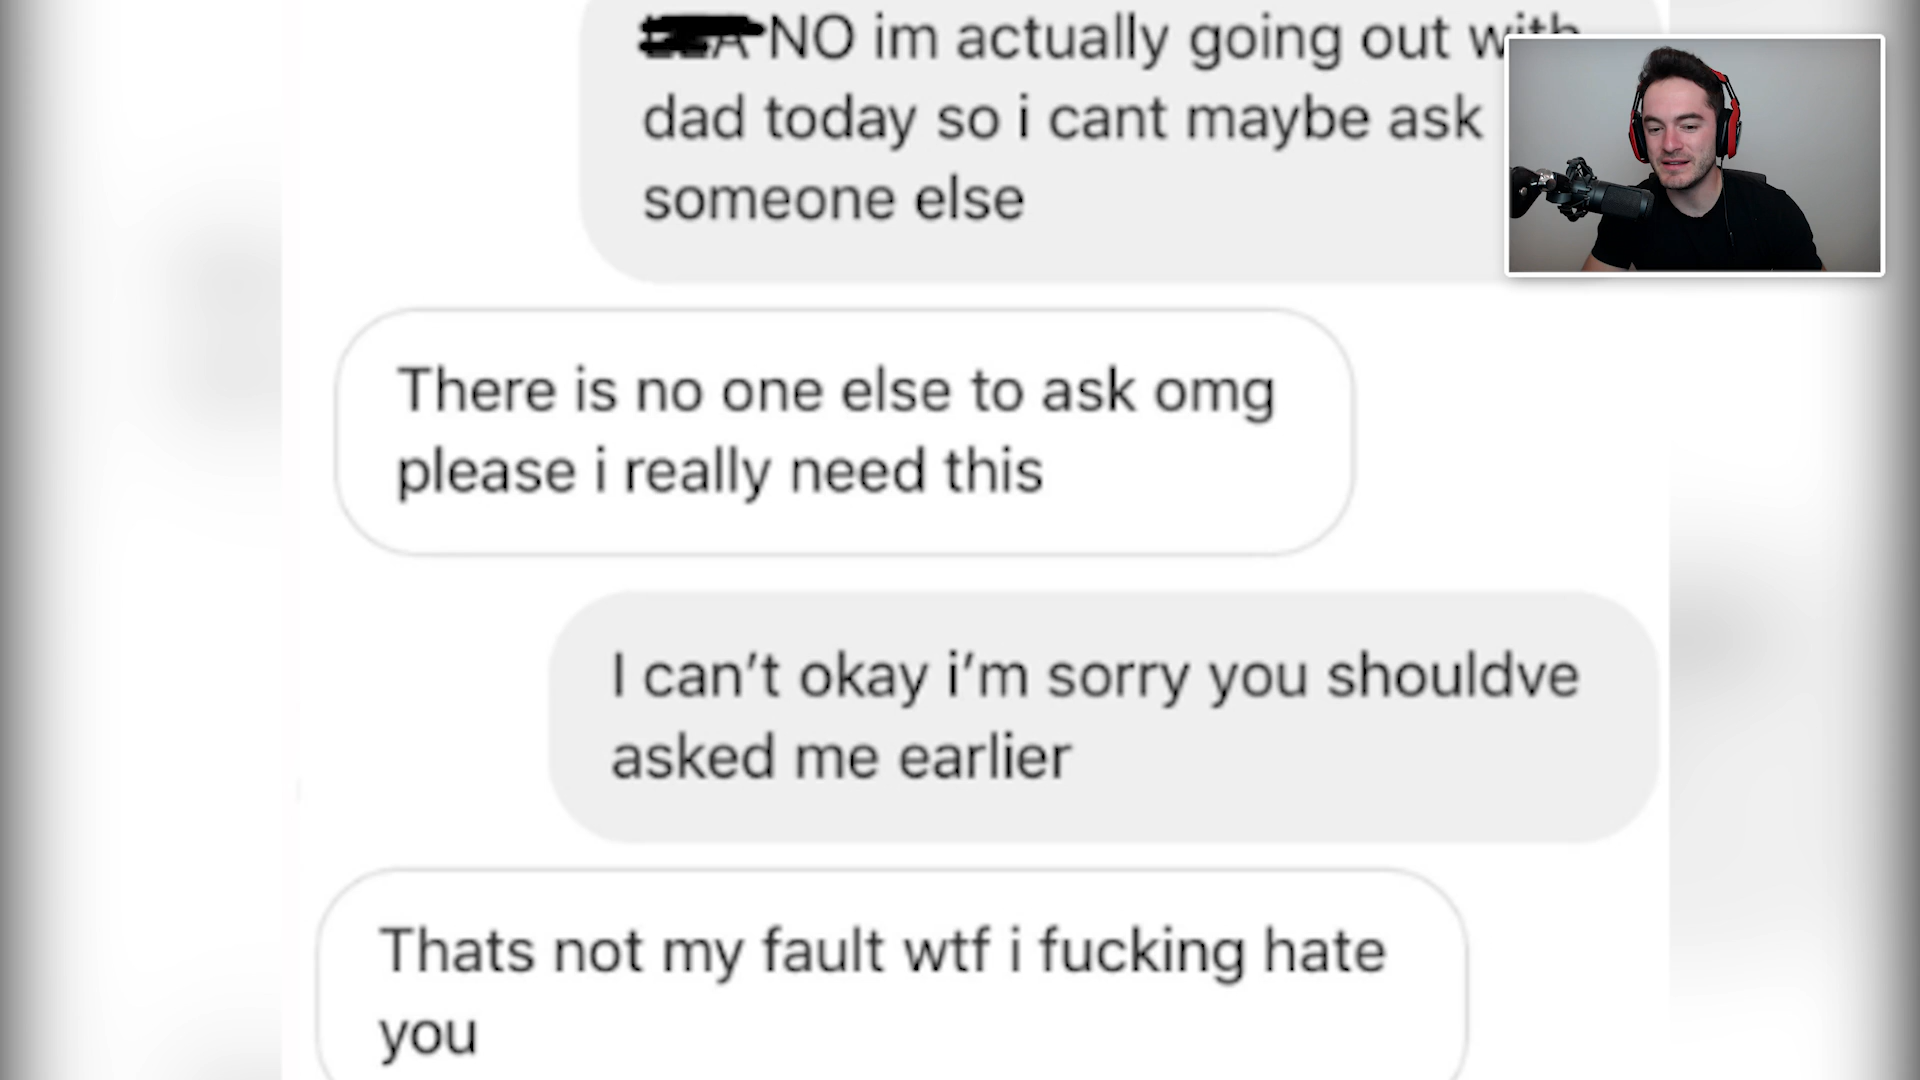 NO im actually going out with
dad today so i cant maybe ask
someone else
There is no one else to ask omg
please i really need this
I can't okay i'm sorry you shouldve
asked me earlier
Thats not my fault wtf i fucking hate
you